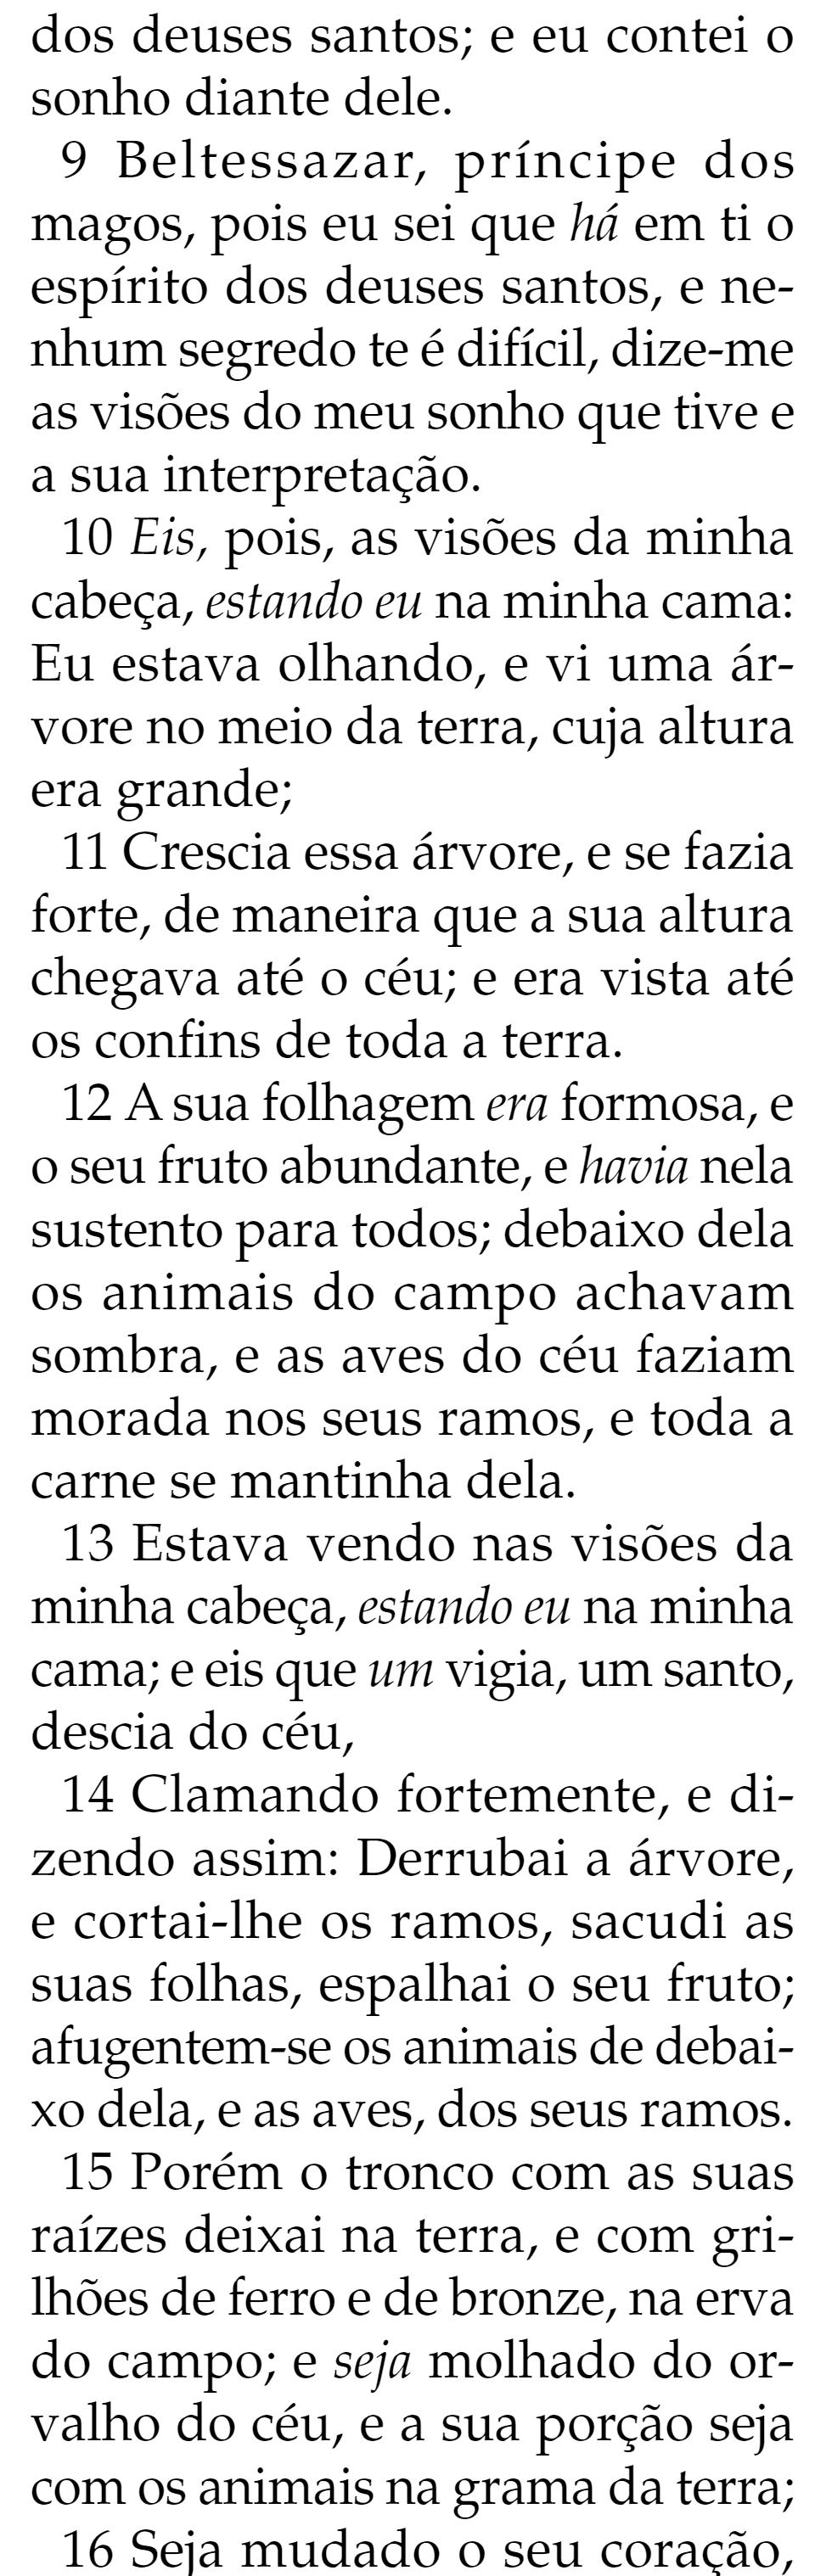 dos deuses santos; e eu contei o
sonho diante dele.
9 Beltessazar, príncipe dos
magos, pois eu sei que há em ti o
espírito dos deuses santos, e ne-
nhum segredo te é difícil, dize-me
as visões do meu sonho que tive e
a sua interpretação.
10 Eis, pois, as visões da minha
cabeça, estando eu na minha cama:
Eu estava olhando, e vi uma ár-
vore no meio da terra, cuja altura
era grande;
11 Crescia essa árvore, e se fazia
forte, de maneira que a sua altura
chegava até o céu; e era vista até
os confins de toda a terra.
12 A sua folhagem era formosa, e
o seu fruto abundante, e havia nela
sustento para todos; debaixo dela
os animais do campo achavam
sombra, e as aves do céu faziam
morada nos seus ramos, e toda a
carne se mantinha dela.
13 Estava vendo nas visões da
minha cabeça, estando eu na minha
cama; e eis que um vigia, um santo,
descia do céu,
14 Clamando fortemente, e di-
zendo assim: Derrubai a árvore,
e cortai-lhe os ramos, sacudi as
suas folhas, espalhai o seu fruto;
afugentem-se os animais de debai-
xo dela, e as aves, dos seus ramos.
15 Porém o tronco com as suas
raízes deixai na terra, e com gri-
lhões de ferro e de bronze, na erva
do campo; e seja molhado do or-
valho do céu, e a sua porção seja
com os animais na grama da terra;
16 Seja mudado o seu coração,